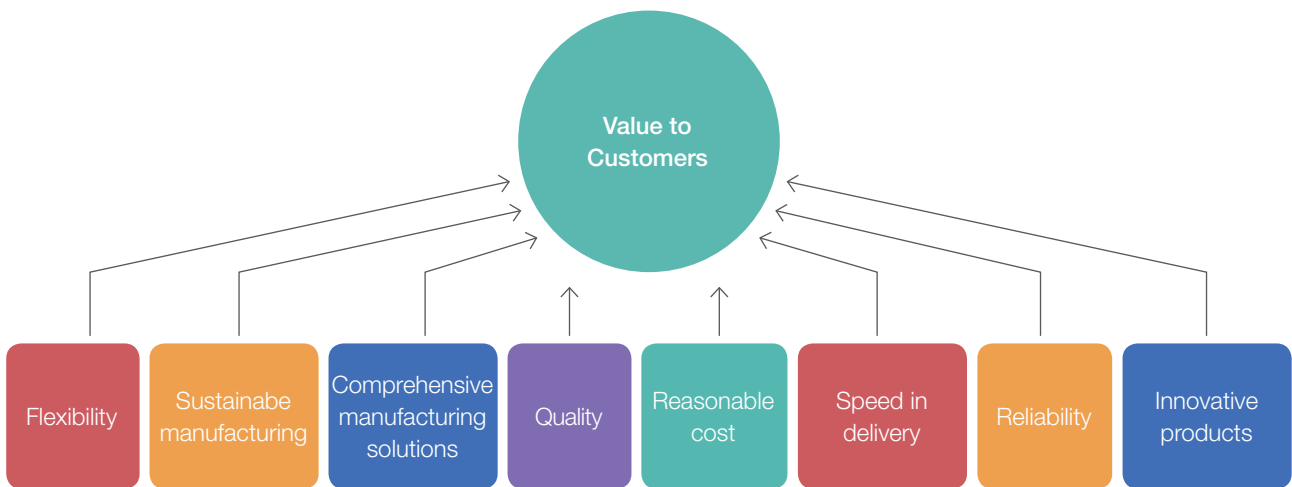 Value to
Customers
Flexibility
Sustainabe
manufacturing
Comprehensive
manufacturing
solutions
Quality
Reasonable
cost
Speed in
delivery
Reliability
Innovative
products